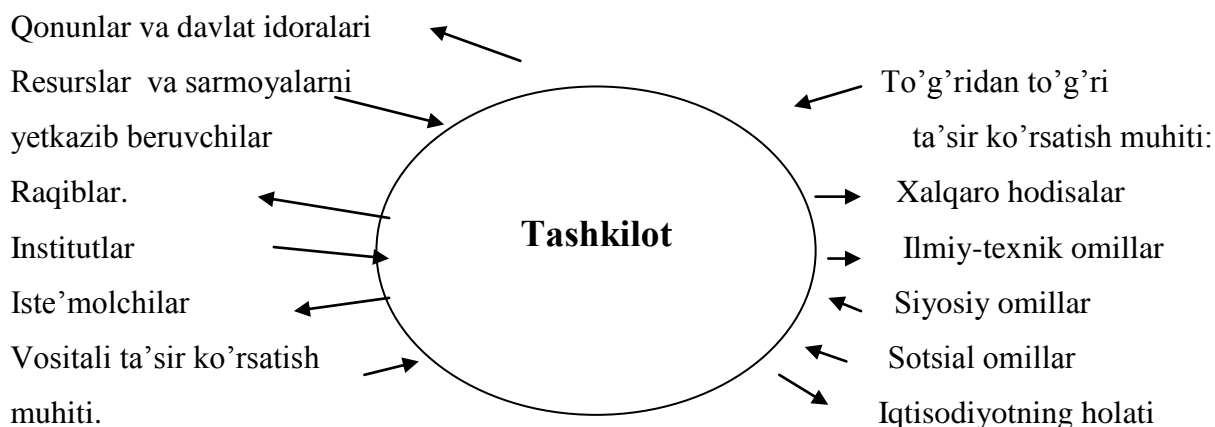 Qonunlar va davlat idoralari
Resurslar va sarmoyalarni
yetkazib beruvchilar
Raqiblar.
Institutlar
Iste’molchilar
Vositali ta’sir ko’rsatish
muhiti.
Tashkilot
To’g’ridan to’g’ri
ta’sir ko’rsatish muhiti:
Xalqaro hodisalar
Ilmiy-texnik omillar
Siyosiy omillar
Sotsial omillar
Iqtisodiyotning holati